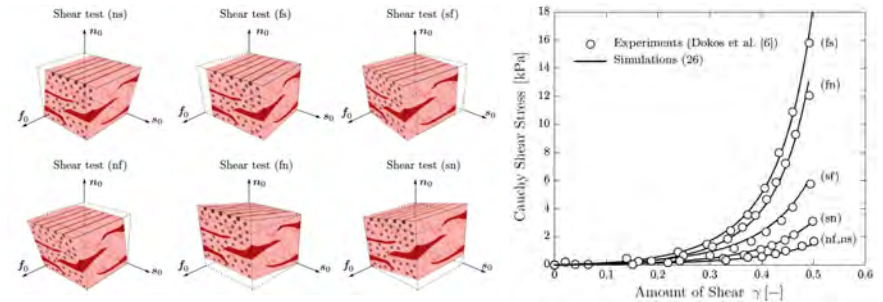 Shear test (ns)
Shear test (fs)
Shear test (sf)
n0
n0
n0
f0
s0
f0
s0
f0
s0
Shear test (nf)
Shear test (fn)
Shear test (sn)
n0
n0
n0
f0
s0
f0
s0
f0
s0
18
16
14
12
10
8
6
4
2
0
Cauchy Shear Stress [kPa]
Experiments (Dokos et al. [6])
Simulations (26)
(fs)
(fn)
(sf)
(sn)
(nf,ns)
0 0.1 0.2 0.3 0.4 0.5 0.6
Amount of Shear γ [−]